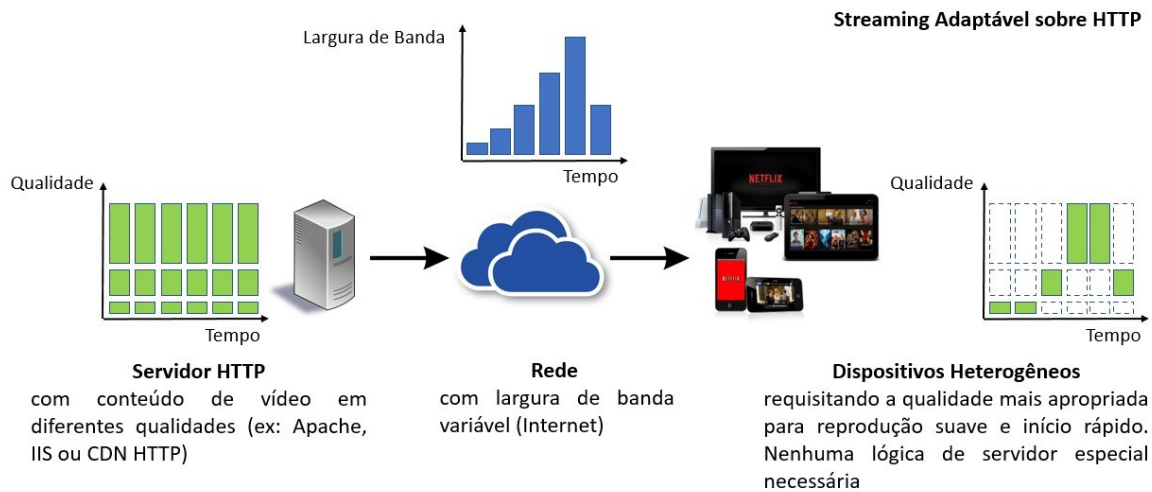 Streaming Adaptável sobre HTTP
Largura de Banda
Tempo
Qualidade
Tempo
NETFLIX
NETFLIX
Qualidade
Tempo
Servidor HTTP
com conteúdo de vídeo em
diferentes qualidades (ex: Apache,
IIS ou CDN HTTP)
Rede
com largura de banda
variável (Internet)
Dispositivos Heterogêneos
requisitando a qualidade mais apropriada
para reprodução suave e início rápido.
Nenhuma lógica de servidor especial
necessária